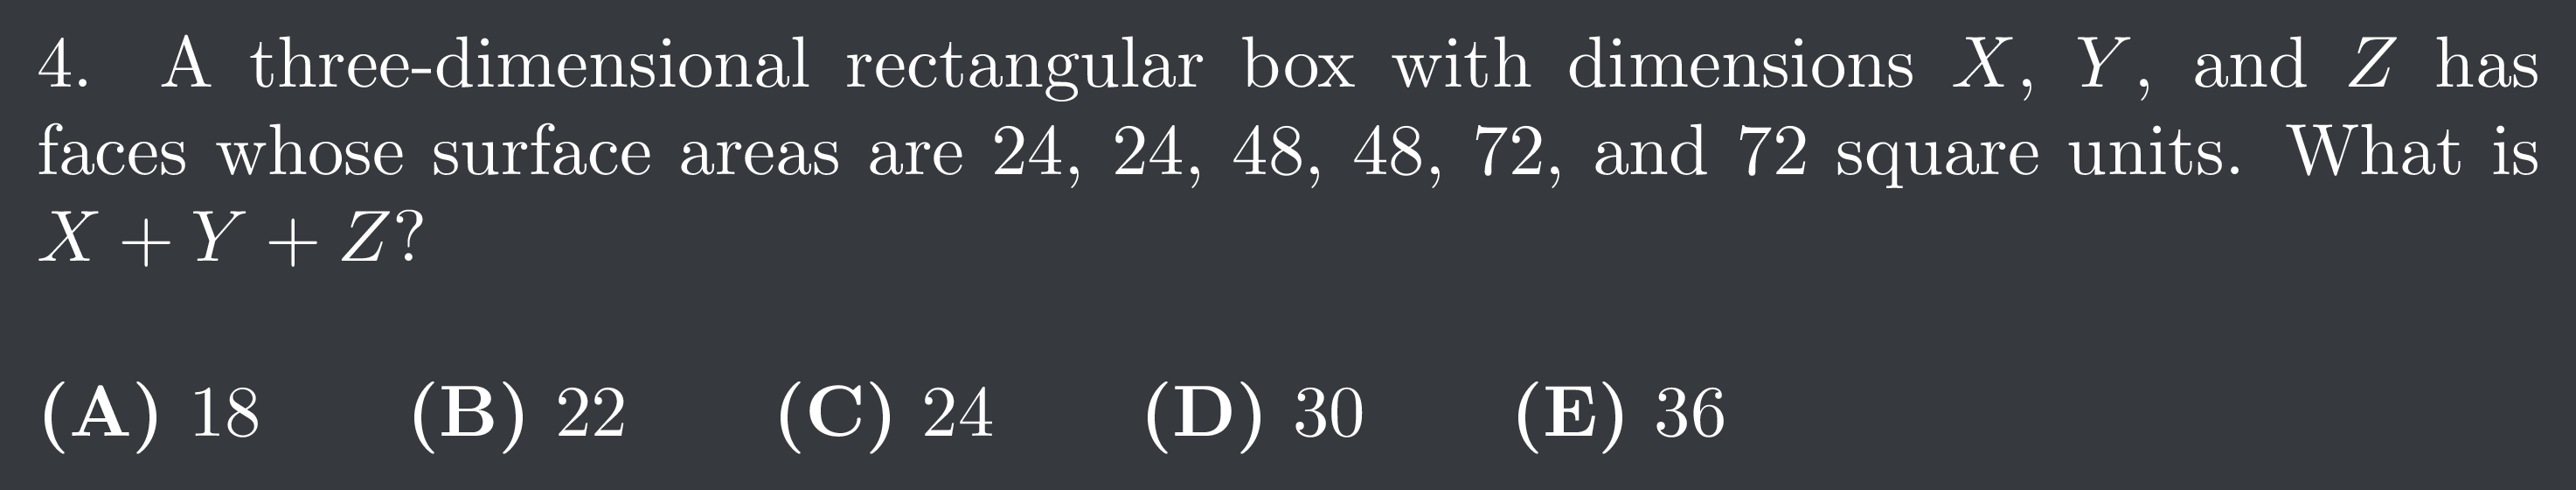 4. A three-dimensional rectangular box with dimensions X, Y, and Z has
faces whose surface areas are 24, 24, 48, 48, 72, and 72 square units. What is
X + Y + Z?
(A) 18 (B) 22 (C) 24 (D) 30 (E) 36